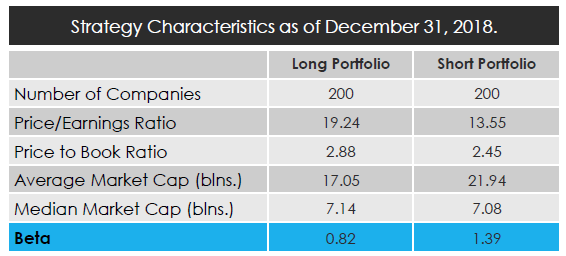 Strategy Characteristics as of December 31, 2018.
Long Portfolio Short Portfolio
Number of Companies 200 200
Price/Earnings Ratio 19.24 13.55
Price to Book Ratio 2.88 2.45
Average Market Cap (blns.) 17.05 21.94
Median Market Cap (blns.) 7.14 7.08
Beta 0.82 1.39